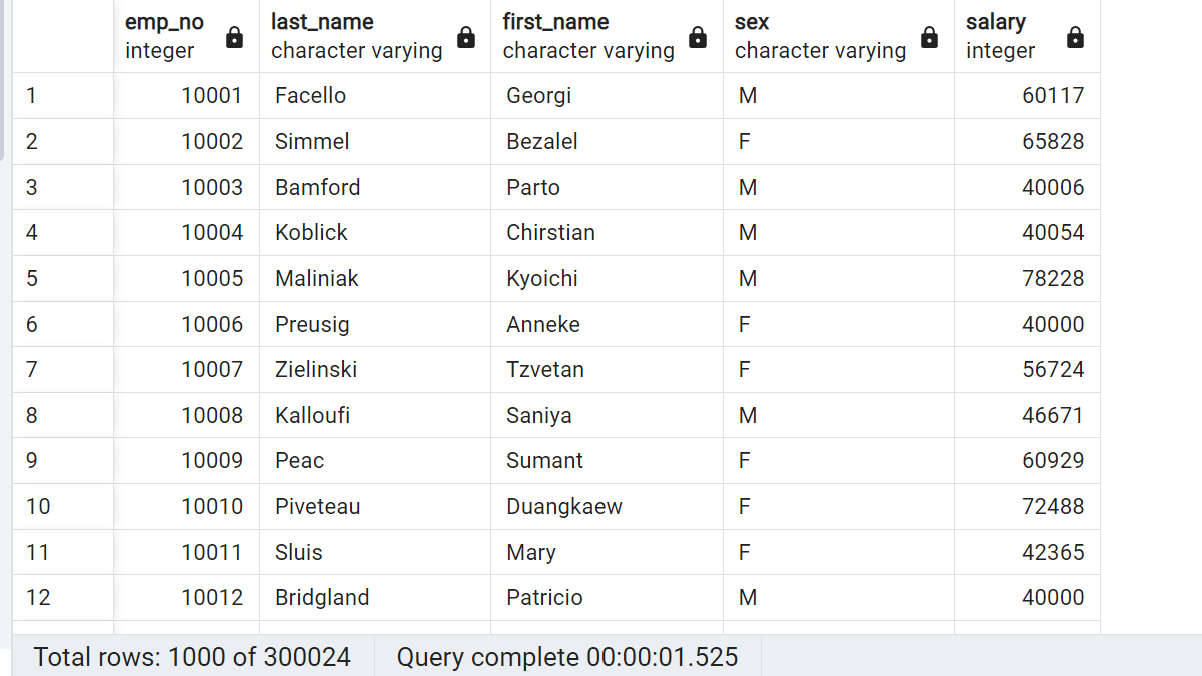 emp_no last_name first_name sex salary
integer character varying character varying character varying integer
1 10001 Facello Georgi M 60117
2 10002 Simmel Bezalel F 65828
3 10003 Bamford Parto M 40006
4 10004 Koblick Chirstian M 40054
5 10005 Maliniak Kyoichi M 78228
6 10006 Preusig Anneke F 40000
7 10007 Zielinski Tzvetan F 56724
8 10008 Kalloufi Saniya M 46671
9 10009 Peac Sumant F 60929
10 10010 Piveteau Duangkaew F 72488
11 10011 Sluis Mary F 42365
12 10012 Bridgland Patricio M 40000
Total rows: 1000 of 300024 Query complete 00:00:01.525